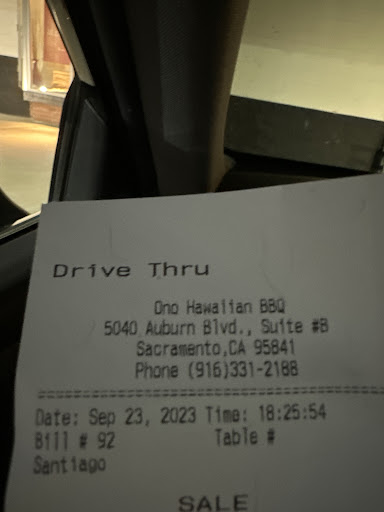 Drive Thru
Ono Hawaiian BBQ
5040 Auburn Blvd., Suite #B
Sacramento,CA 95841
Phone (916)331-2188
Date: Sep 23, 2023 Time: 18:25:54
Bill # 92 Table #
Santiago
SALE